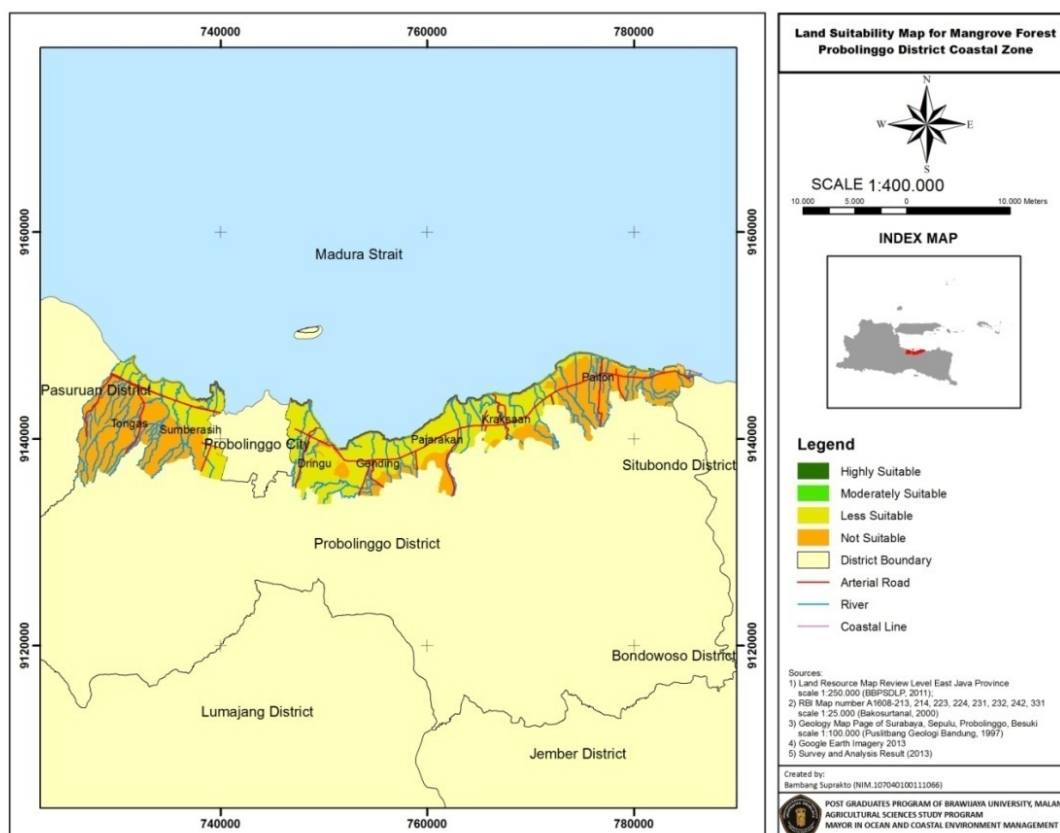 740000
760000
780000
9160000
9160000
Madura Strait
Pasuruan District
Tongas
Sumberasih
Probolinggo City
Dringu
Gending
Pajarakan
Kraksaan
Paiton
9140000
9140000
Situbondo District
Probolinggo District
9120000
9120000
Bondowoso District
Lumajang District
Jember District
740000
760000
780000
Land Suitability Map for Mangrove Forest
Probolinggo District Coastal Zone
N
W
E
S
SCALE 1:400.000
10.000 5.000 0 10.000 Meters
INDEX MAP
Legend
Highly Suitable
Moderately Suitable
Less Suitable
Not Suitable
District Boundary
Arterial Road
River
Coastal Line
Sources:
1) Land Resource Map Review Level East Java Province
scale 1:250.000 (BBPSDLP, 2011);
2) RBI Map number A1608-213, 214, 223, 224, 231, 232, 242, 331
scale 1:25.000 (Bakosurtanal, 2000)
3) Geology Map Page of Surabaya, Sepulu, Probolinggo, Besuki
scale 1:100.000 (Puslitbang Geologi Bandung, 1997)
4) Google Earth Imagery 2013
5) Survey and Analysis Result (2013)
Created by:
Bambang Suprakto (NIM.107040100111066)
POST GRADUATES PROGRAM OF BRAWIJAYA UNIVERSITY, MALAN
AGRICULTURAL SCIENCES STUDY PROGRAM
MAYOR IN OCEAN AND COASTAL ENVIRONMENT MANAGEMENT